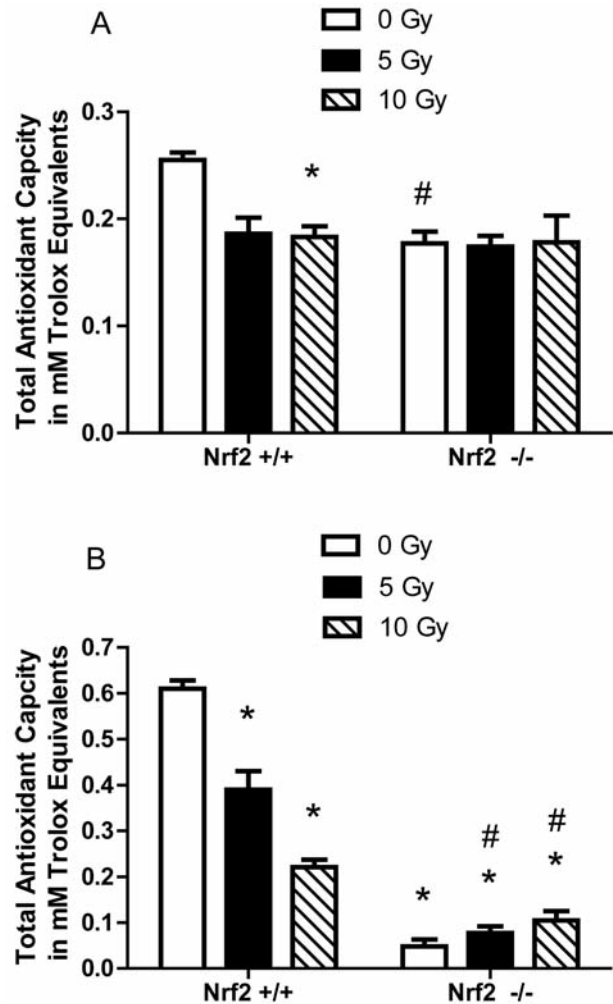 A
0 Gy
5 Gy
10 Gy
Total Antioxidant Capcity
in mM Trolox Equivalents
0.3
0.2
0.1
0.0
*
#
Nrf2 +/+ Nrf2 -/-
B
0 Gy
5 Gy
10 Gy
Total Antioxidant Capcity
in mM Trolox Equivalents
0.7
0.6
0.5
0.4
0.3
0.2
0.1
0.0
*
*
*
#
*
#
*
Nrf2 +/+ Nrf2 -/-